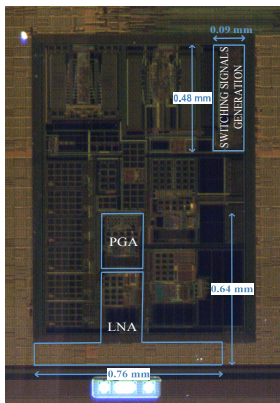 0.09 mm
SWITCHING SIGNALS
GENERATION
0.48 mm
PGA
0.64 mm
LNA
0.76 mm